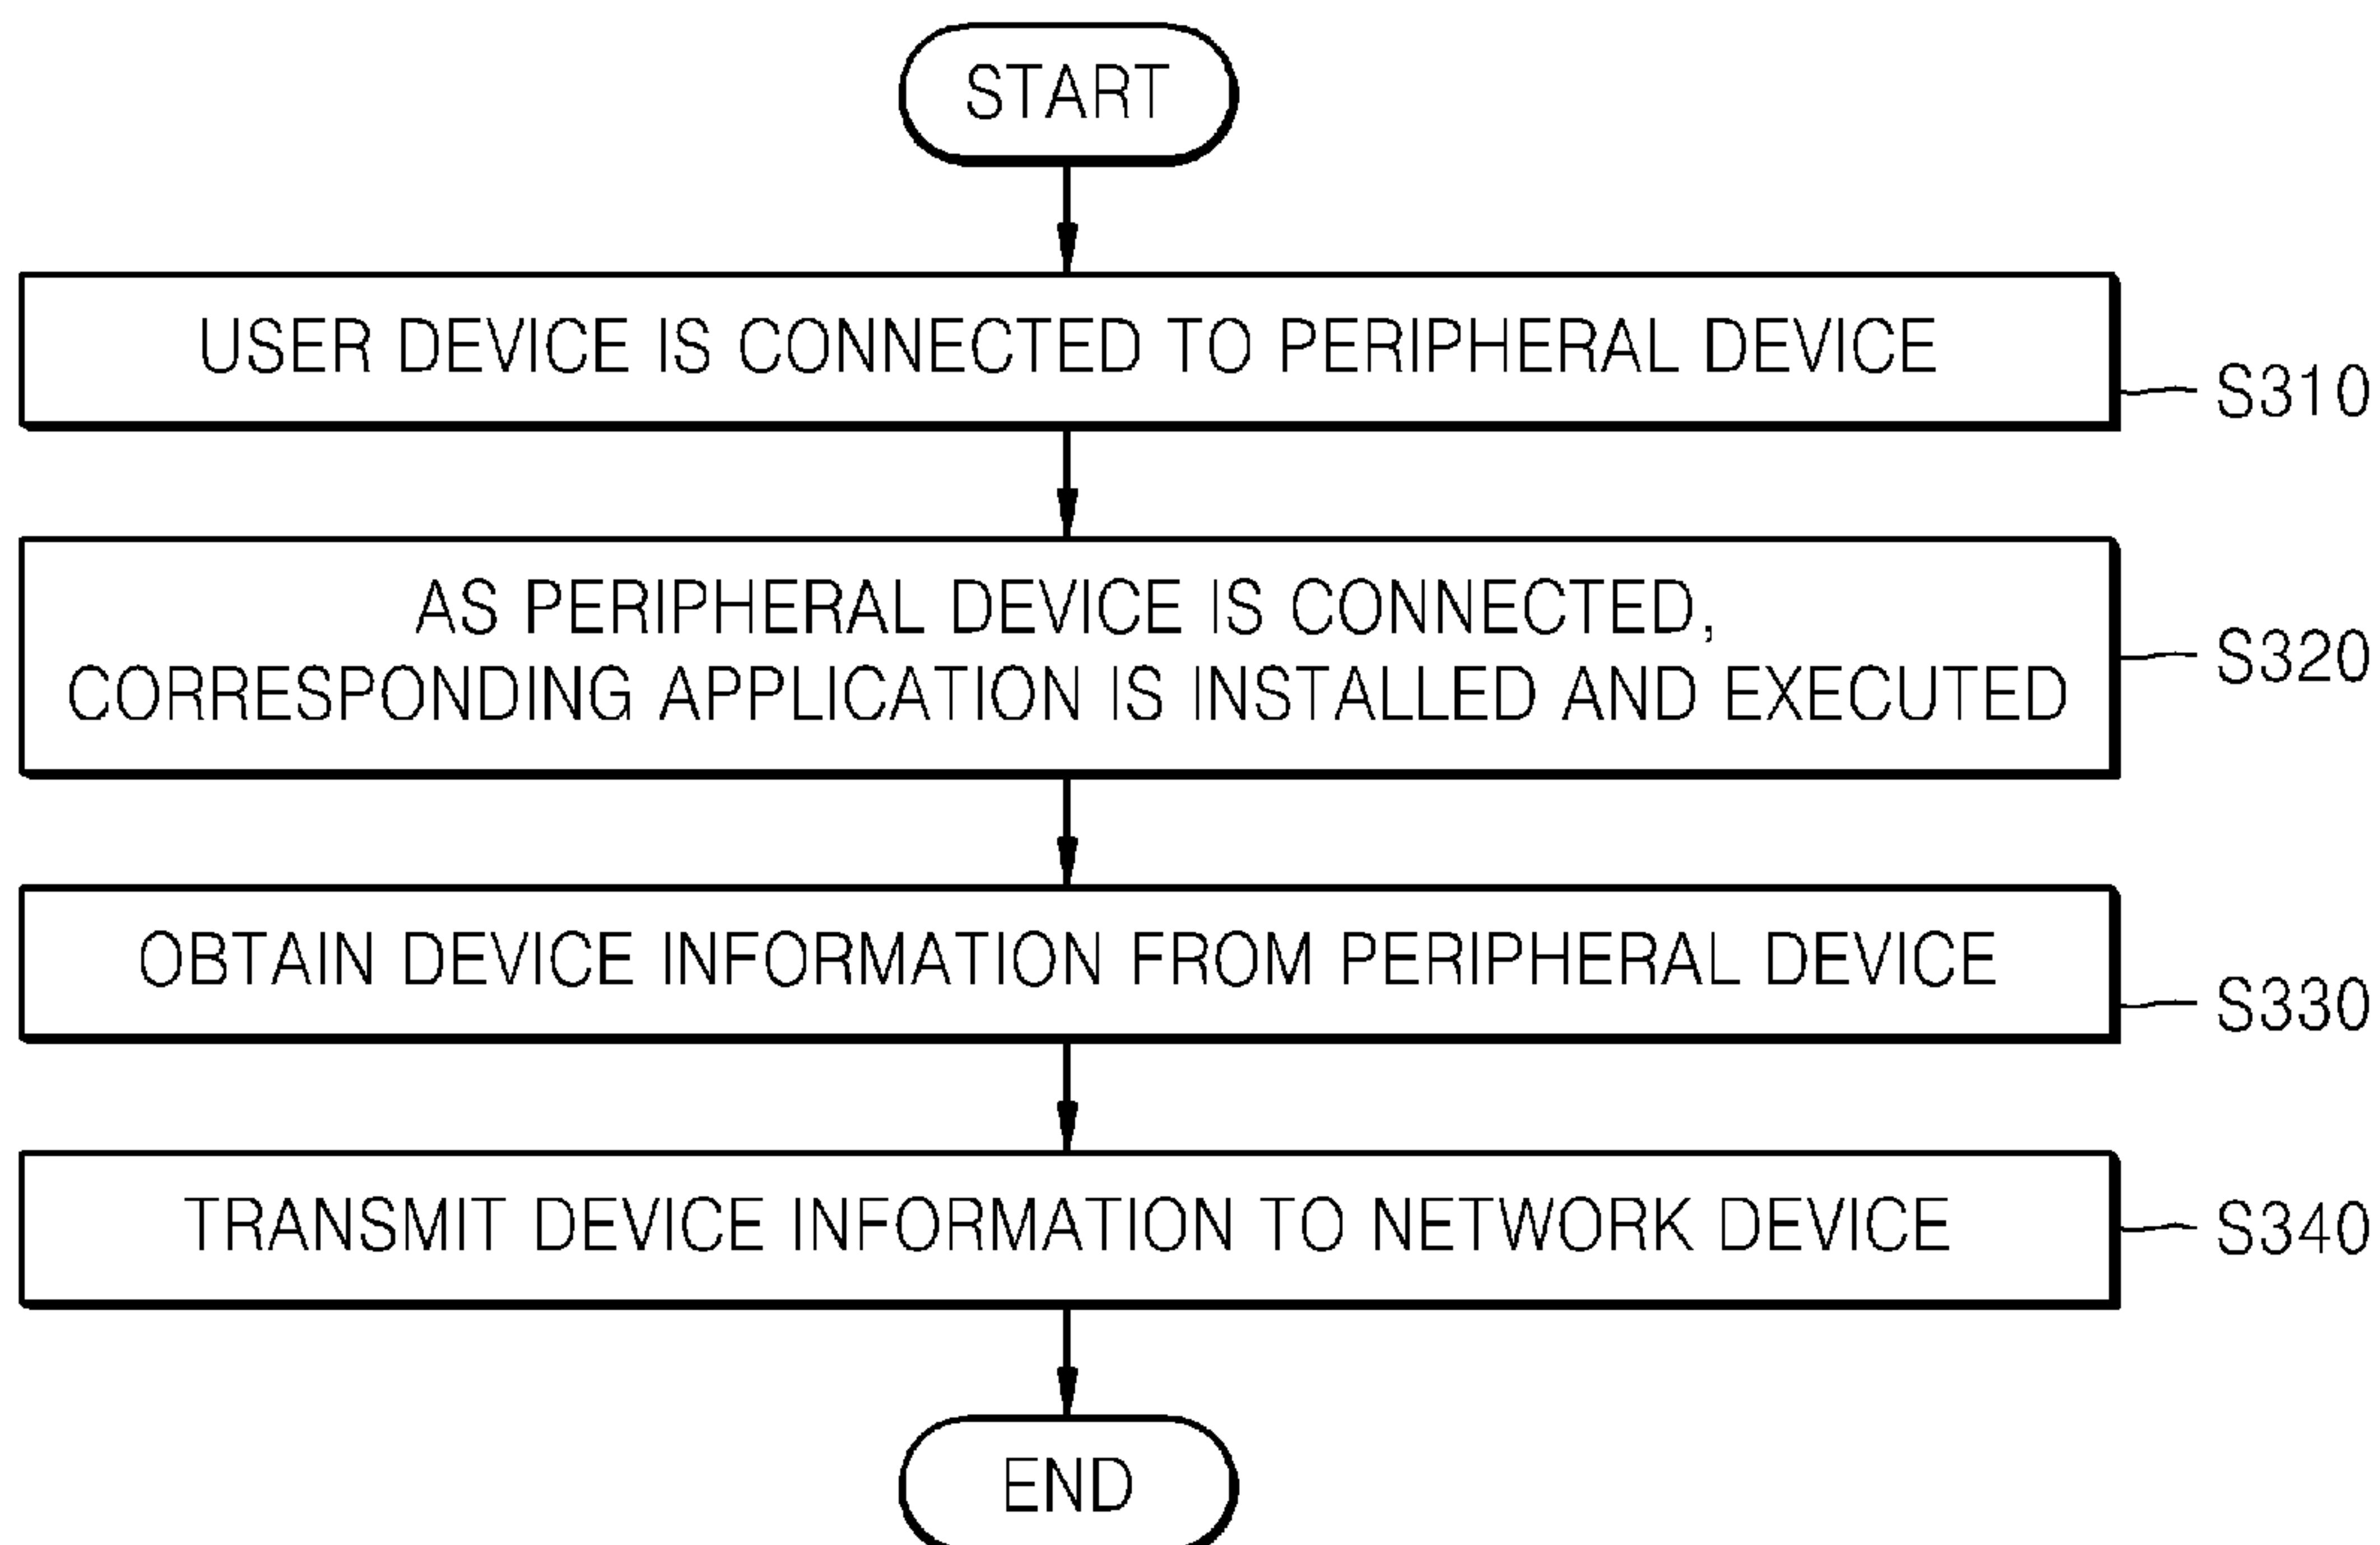 START
USER DEVICE IS CONNECTED TO PERIPHERAL DEVICE
S310
AS PERIPHERAL DEVICE IS CONNECTED,
CORRESPONDING APPLICATION IS INSTALLED AND EXECUTED
S320
OBTAIN DEVICE INFORMATION FROM PERIPHERAL DEVICE
S330
TRANSMIT DEVICE INFORMATION TO NETWORK DEVICE
S340
END